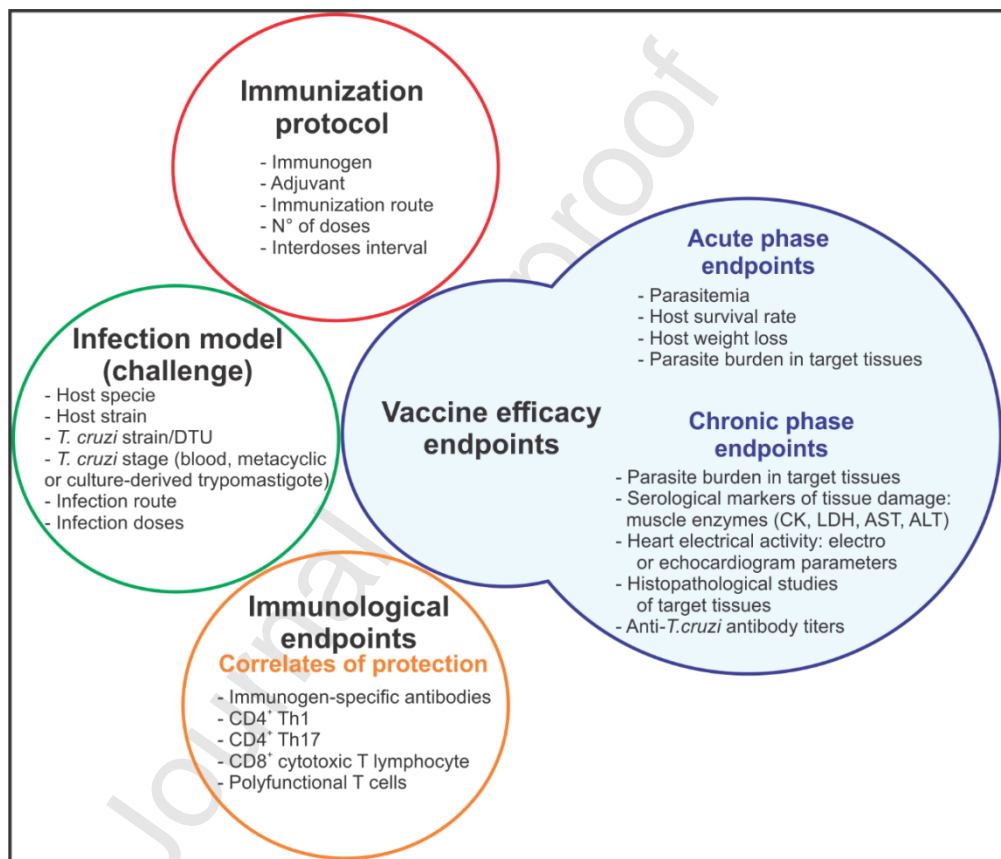 Immunization
protocol
- Immunogen
- Adjuvant
- Immunization route
- N° of doses
- Interdoses interval
Infection model
(challenge)
- Host specie
- Host strain
- T. cruzi strain/DTU
- T. cruzi stage (blood, metacyclic
or culture-derived trypomastigote)
- Infection route
- Infection doses
Vaccine efficacy
endpoints
Acute phase
endpoints
- Parasitemia
- Host survival rate
- Host weight loss
- Parasite burden in target tissues
Chronic phase
endpoints
- Parasite burden in target tissues
- Serological markers of tissue damage:
muscle enzymes (CK, LDH, AST, ALT)
- Heart electrical activity: electro
or echocardiogram parameters
- Histopathological studies
of target tissues
- Anti-T.cruzi antibody titers
Immunological
endpoints
Correlates of protection
- Immunogen-specific antibodies
- CD4⁺ Th1
- CD4⁺ Th17
- CD8⁺ cytotoxic T lymphocyte
- Polyfunctional T cells
Journal proof